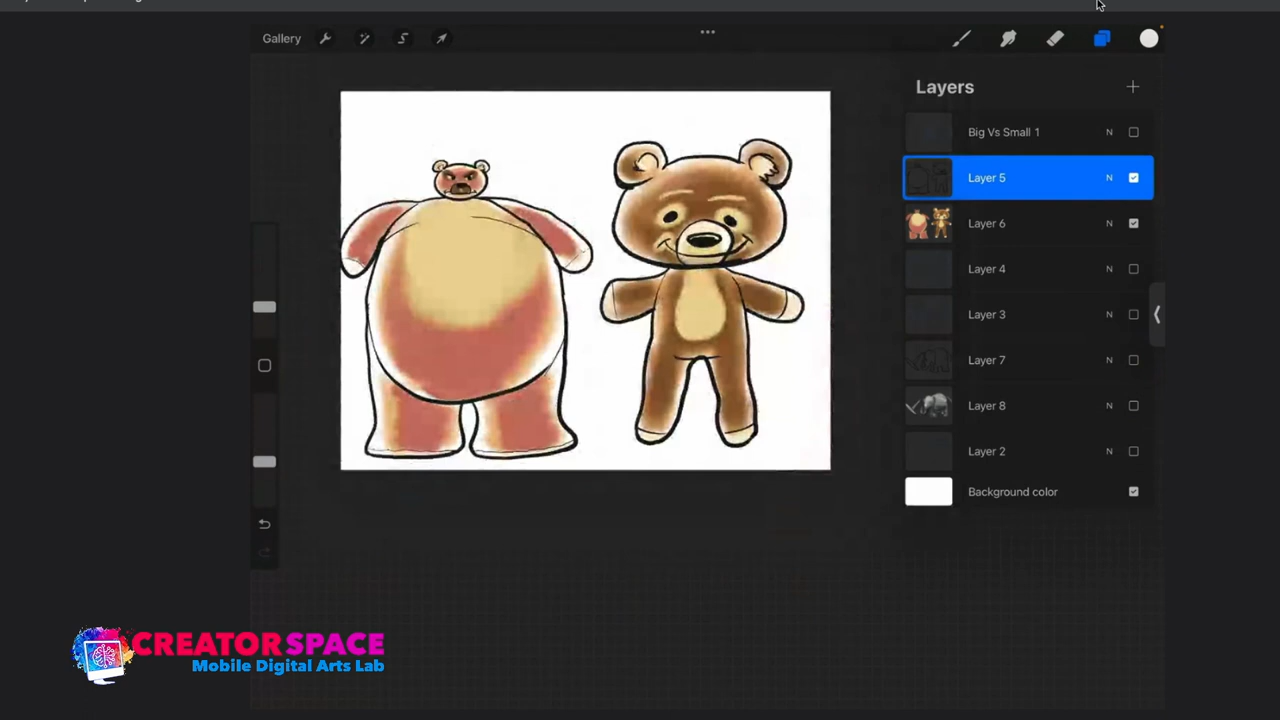 Gallery
Layers
Big Vs Small 1 N
Layer 5 N
Layer 6 N
Layer 4 N
Layer 3 N
Layer 7 N
Layer 8 N
Layer 2 N
Background color
CREATORSPACE
Mobile Digital Arts Lab